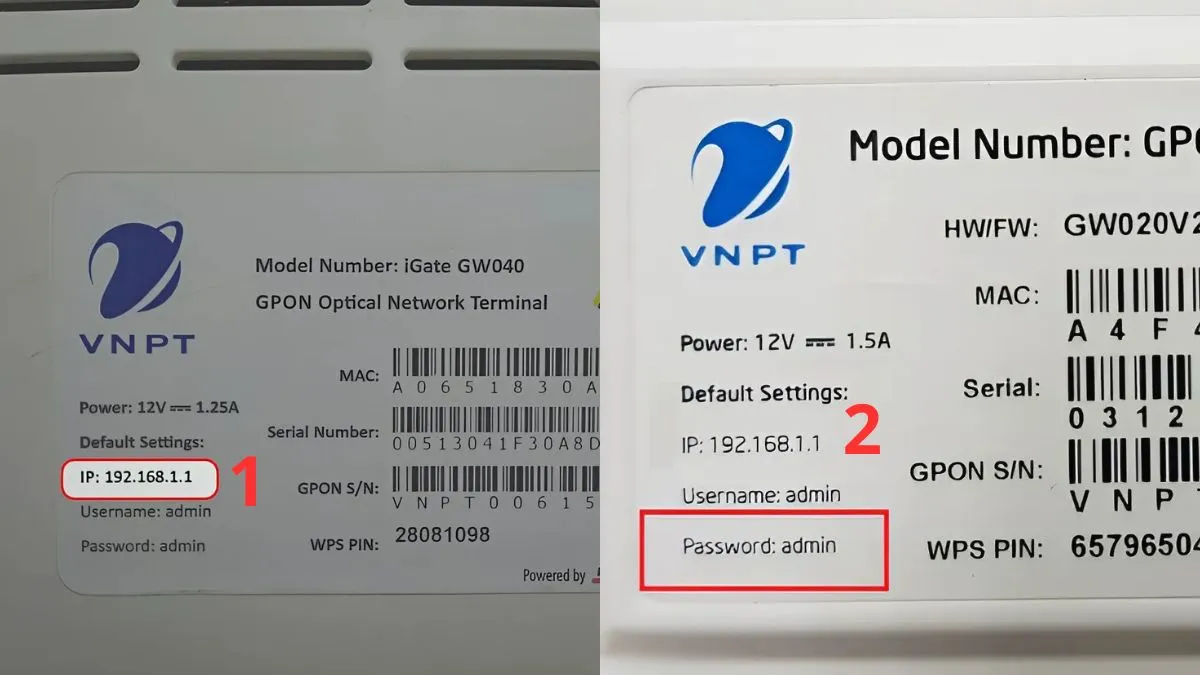 VNPT
Model Number: iGate GW040
GPON Optical Network Terminal
MAC:
A 0 6 5 1 8 3 0 A
Power: 12V 1.25A
Default Settings:
Serial Number:
0 0 5 1 3 0 4 1 F 3 0 A 8 D
IP: 192.168.1.1
1
GPON S/N:
V N P T 0 0 6 1 5
Username: admin
Password: admin
WPS PIN: 28081098
Powered by
VNPT
Model Number: GPO
HW/FW: GW020V2
MAC:
A 4 F 4
Power: 12V 1.5A
Default Settings:
Serial:
0 3 1 2
IP: 192.168.1.1
2
GPON S/N:
V N P T
Username: admin
Password: admin
WPS PIN: 65796504